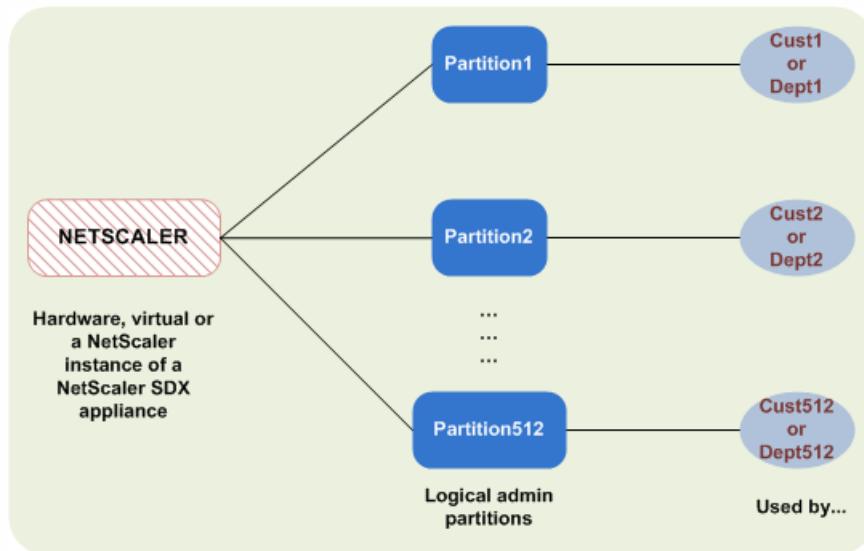 Partition1
Cust1
or
Dept1
NETSCALER
Partition2
Cust2
or
Dept2
Hardware, virtual or
a NetScaler
instance of a
NetScaler SDX
appliance
...
...
...
Partition512
Cust512
or
Dept512
Logical admin
partitions
Used by...